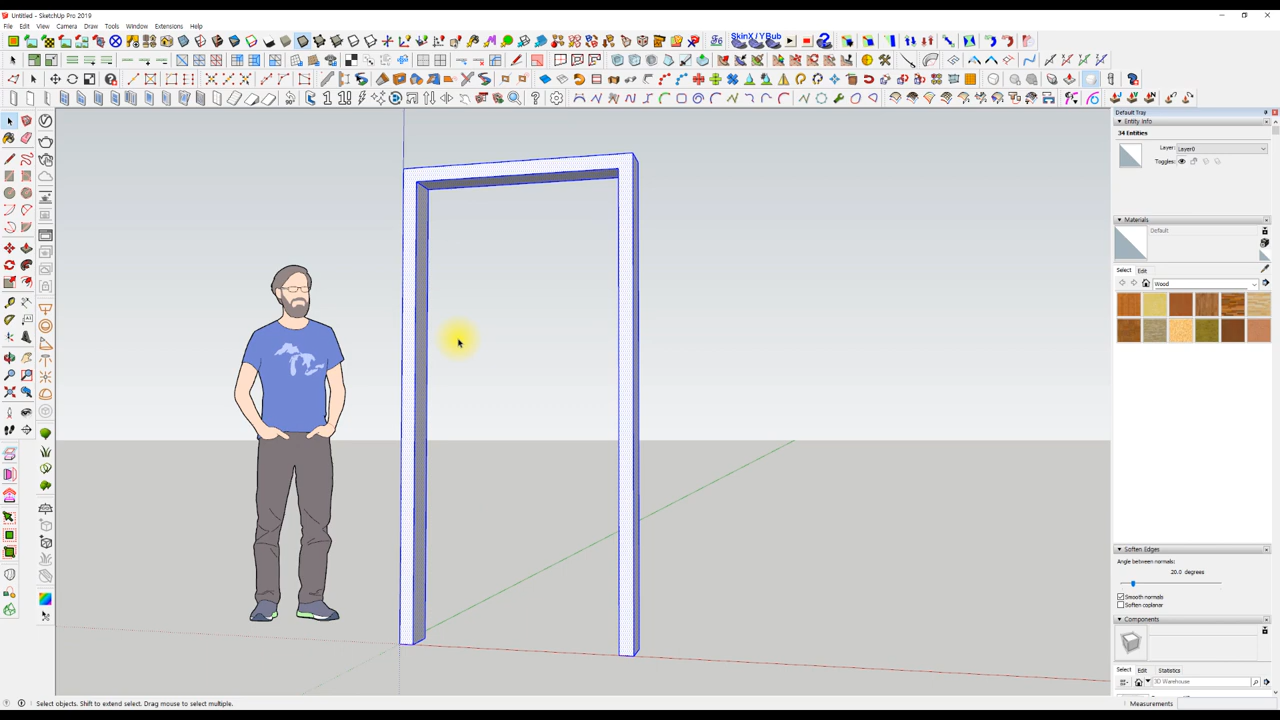 Untitled - SketchUp Pro 2019
File Edit View Camera Draw Tools Window Extensions Help
SkinX / YBub
Default Tray
Entity Info
34 Entities
Layer: Layer0
Toggles:
Materials
Default
Select Edit
Wood
Soften Edges
Angle between normals:
20.0 degrees
Smooth normals
Soften coplanar
Components
Select Edit Statistics
3D Warehouse
Select objects. Shift to extend select. Drag mouse to select multiple.
Measurements